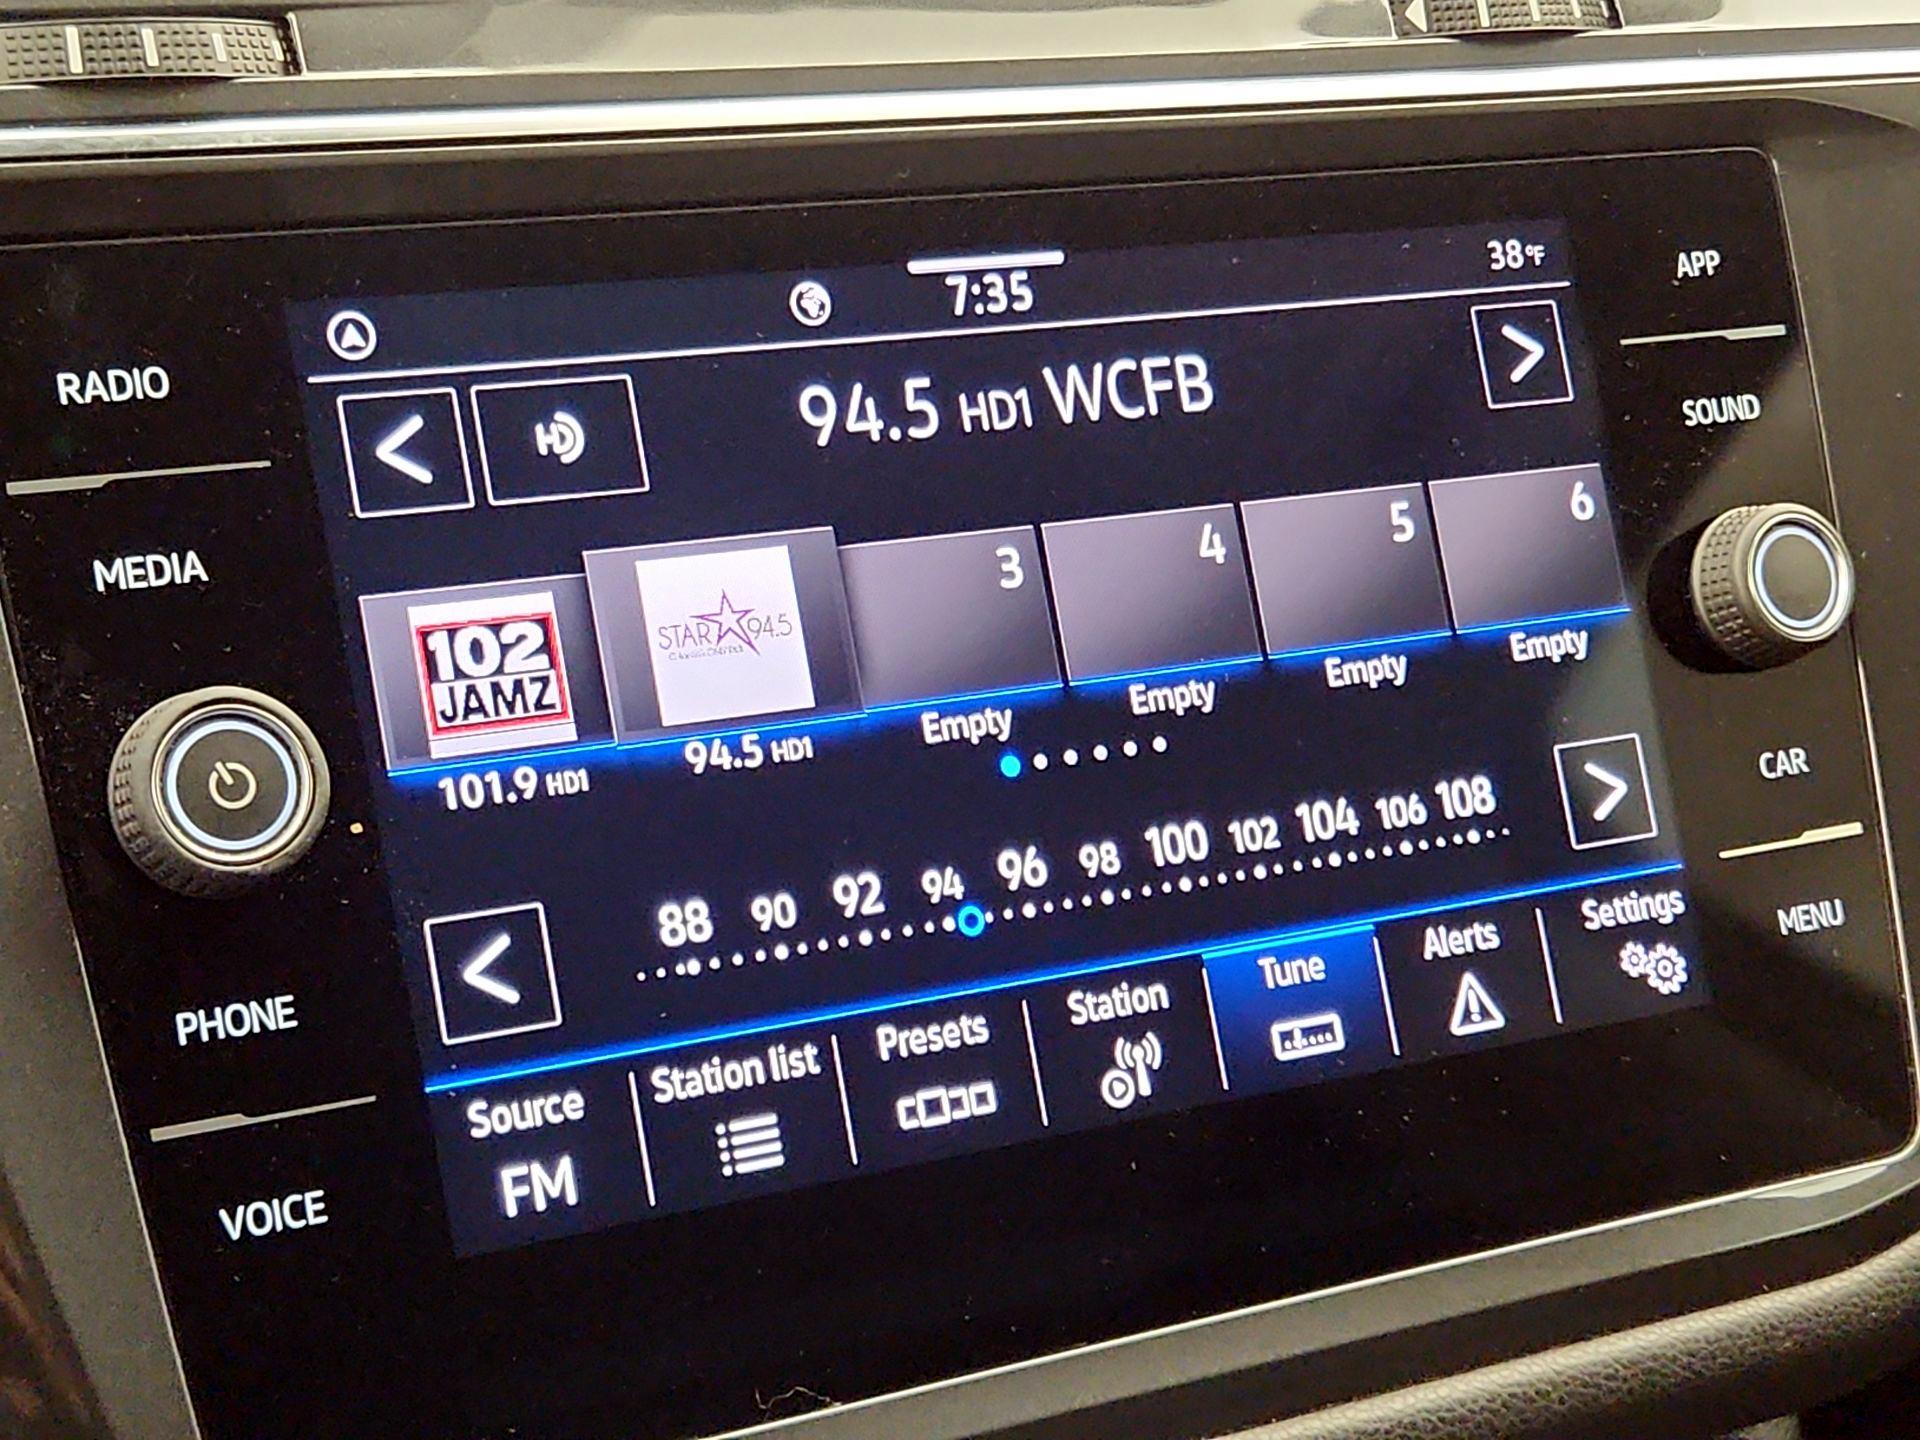 7:35
38°F
RADIO
MEDIA
PHONE
VOICE
APP
SOUND
CAR
MENU
HD
94.5 HD1 WCFB
102
JAMZ
101.9 HD1
STAR 94.5
94.5 HD1
3
Empty
4
Empty
5
Empty
6
Empty
88 90 92 94 96 98 100 102 104 106 108
Source
FM
Station list
Presets
Station
Tune
Alerts
Settings